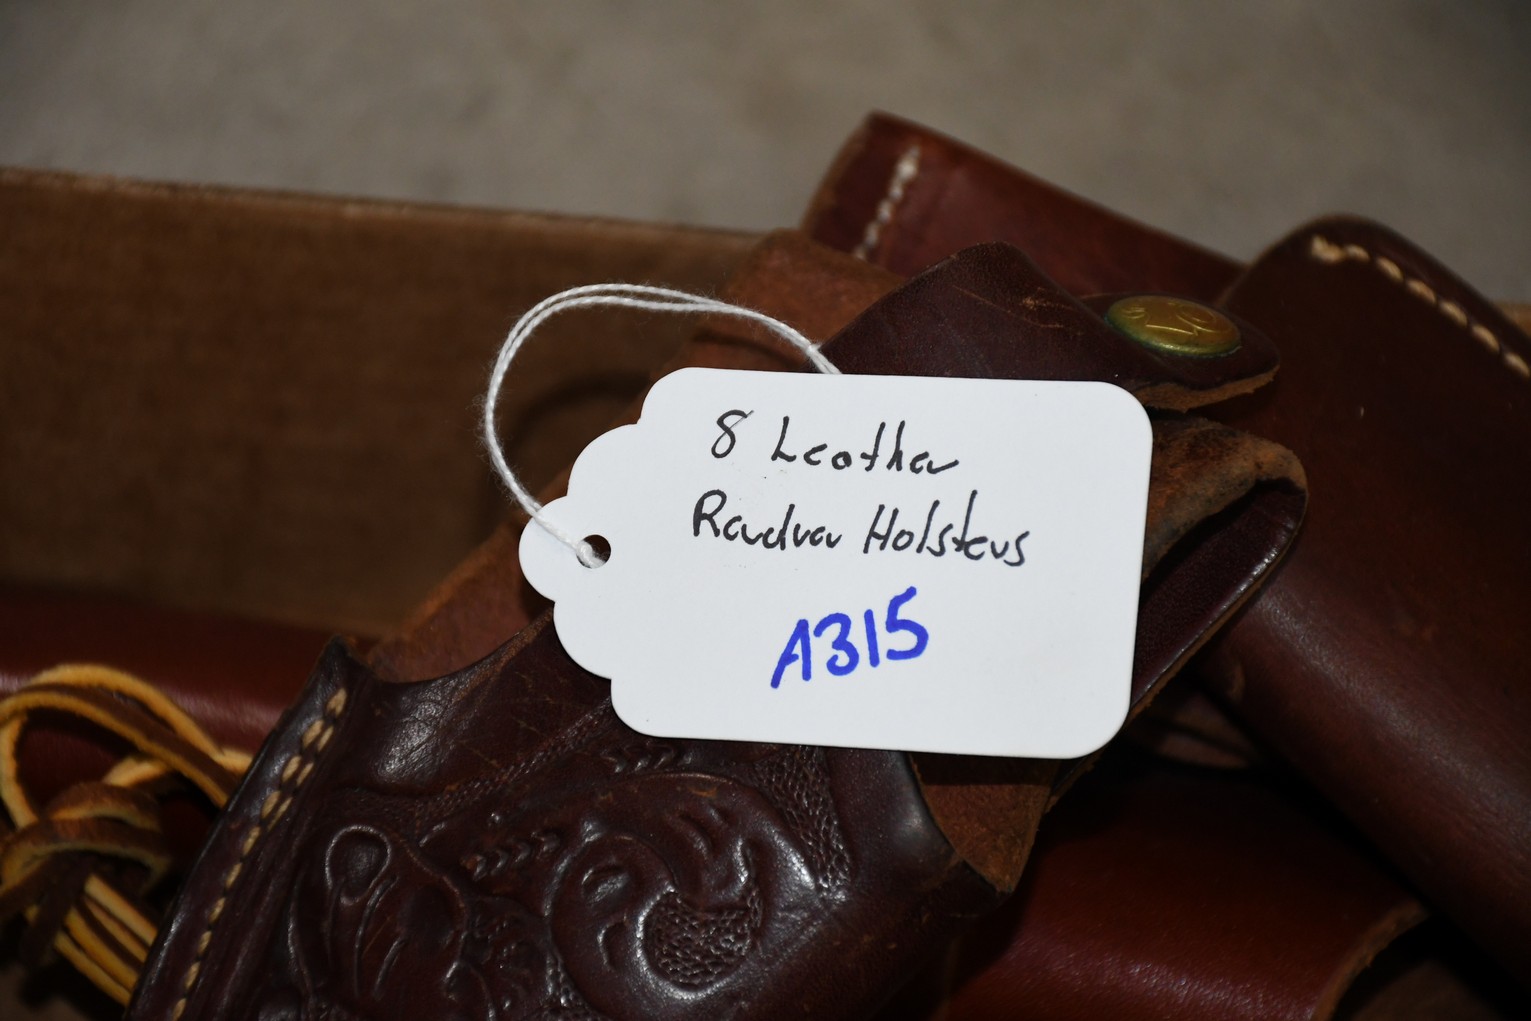 8 Leather
Revolver Holsters
A315